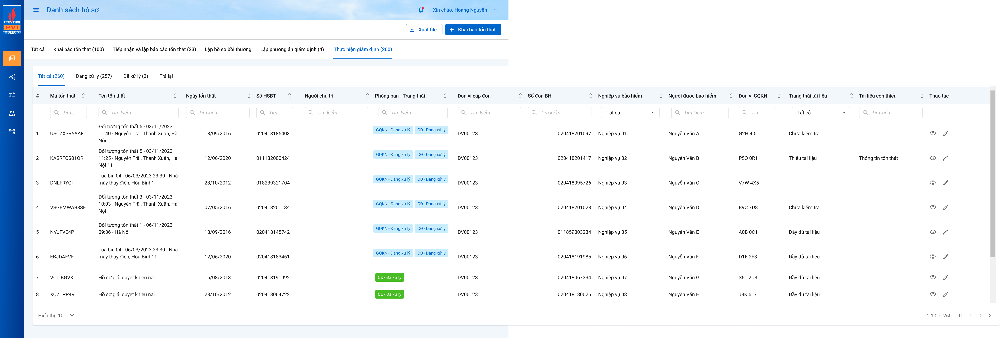 PETROVIETNAM
PVI
INSURANCE
Danh sách hồ sơ
Xin chào, Hoàng Nguyễn
Xuất file
Khai báo tổn thất
Tất cả
Khai báo tổn thất (100)
Tiếp nhận và lập báo cáo tổn thất (23)
Lập hồ sơ bồi thường
Lập phương án giám định (4)
Thực hiện giám định (260)
Tất cả (260)
Đang xử lý (257)
Đã xử lý (3)
Trả lại
# Mã tổn thất Tên tổn thất Ngày tổn thất Số HSBT Người chủ trì Phòng ban - Trạng thái Đơn vị cấp đơn Số đơn BH Nghiệp vụ bảo hiểm Người được bảo hiểm Đơn vị GQKN Trạng thái tài liệu Tài liệu còn thiếu Thao tác
Tìm... Tìm kiếm Tìm kiếm Tìm... Tìm kiếm Tìm kiếm Tìm kiếm Tìm kiếm Tất cả Tìm kiếm Tìm... Tất cả Tìm kiếm
1 USCZXSR5AAF
Đối tượng tổn thất 6 - 03/11/2023
11:40 - Nguyễn Trãi, Thanh Xuân, Hà
Nội
18/09/2016 020418185403 GQKN - Đang xử lý CĐ - Đang xử lý DV00123 020418201097 Nghiệp vụ 01 Nguyễn Văn A G2H 4I5 Chưa kiểm tra
2 KASRFCS01OR
Đối tượng tổn thất 5 - 03/11/2023
11:25 - Nguyễn Trãi, Thanh Xuân, Hà
Nội 11
12/06/2020 011132000424 GQKN - Đang xử lý CĐ - Đang xử lý DV00123 020418201417 Nghiệp vụ 02 Nguyễn Văn B P5Q 0R1 Thiếu tài liệu Thông tin tổn thất
3 DNLFRYGI
Tua bin 04 - 06/03/2023 23:30 - Nhà
máy thủy điện, Hòa Bình1
28/10/2012 018239321704 GQKN - Đang xử lý CĐ - Đang xử lý DV00123 020418095726 Nghiệp vụ 03 Nguyễn Văn C V7W 4X5
4 VSGEMWAB8SE
Đối tượng tổn thất 3 - 03/11/2023
10:03 - Nguyễn Trãi, Thanh Xuân, Hà
Nội
07/05/2016 020418201134 GQKN - Đang xử lý CĐ - Đang xử lý DV00123 020418201028 Nghiệp vụ 04 Nguyễn Văn D B9C 7D8 Chưa kiểm tra
5 NVJFVE4P
Đối tượng tổn thất 1 - 06/11/2023
09:36 - Hà Nội
18/09/2016 020418145742 GQKN - Đang xử lý CĐ - Đang xử lý DV00123 011859003234 Nghiệp vụ 05 Nguyễn Văn E A0B 0C1 Đầy đủ tài liệu
6 EBJDAFVF
Tua bin 04 - 06/03/2023 23:30 - Nhà
máy thủy điện, Hòa Bình11
12/06/2020 020418183461 GQKN - Đang xử lý CĐ - Đang xử lý DV00123 020418191985 Nghiệp vụ 06 Nguyễn Văn F D1E 2F3 Đầy đủ tài liệu
7 VCTIBGVK Hồ sơ giải quyết khiếu nại 16/08/2013 020418191992 CĐ - Đã xử lý DV00123 020418067334 Nghiệp vụ 07 Nguyễn Văn G S6T 2U3 Đầy đủ tài liệu
8 XQZTPP4V Hồ sơ giải quyết khiếu nại 28/10/2012 020418064722 CĐ - Đã xử lý DV00123 020418180026 Nghiệp vụ 08 Nguyễn Văn H J3K 6L7 Đầy đủ tài liệu
Hiển thị 10
1-10 of 260